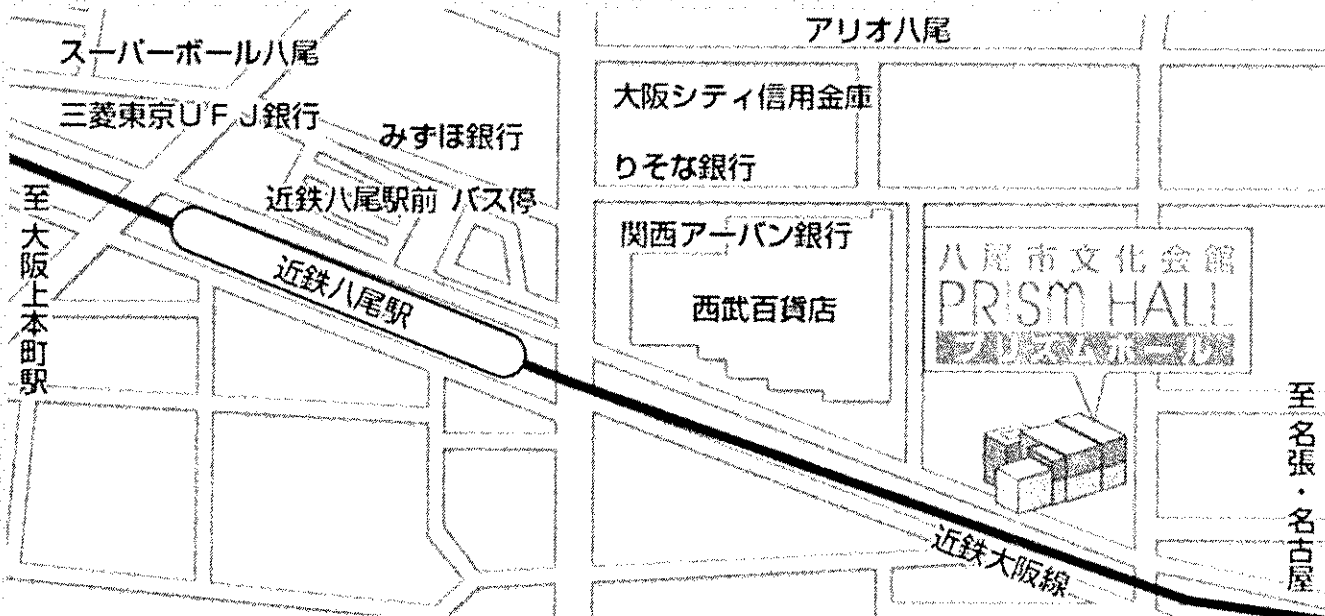 アリオ八尾
スーパーボール八尾
大阪シティ信用金庫
三菱東京UFJ銀行
みずほ銀行
りそな銀行
近鉄八尾駅前 バス停
関西アーバン銀行
至大阪上本町駅
近鉄八尾駅
西武百貨店
八尾市文化会館
PRISM HALL
プリズムホール
至名張・名古屋
近鉄大阪線